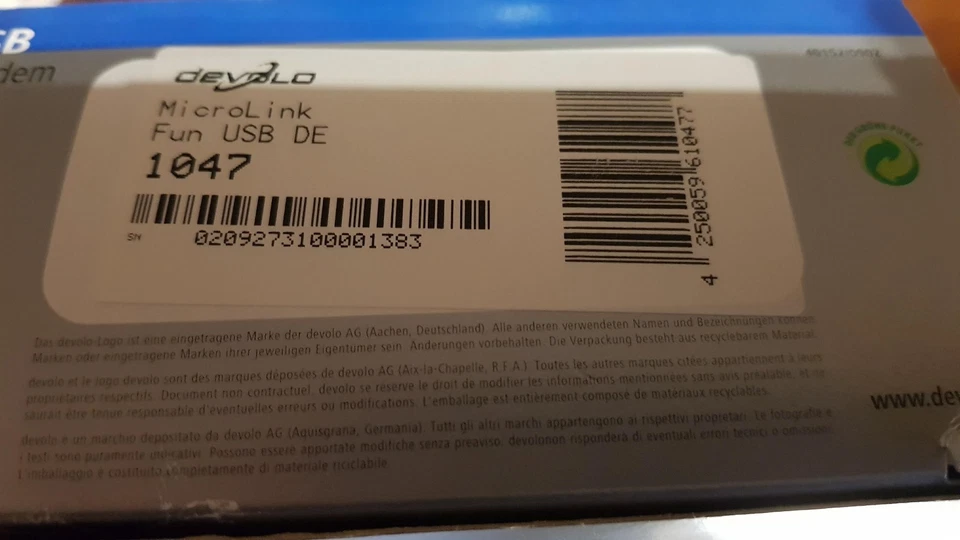 SB
dem
devolo
MicroLink
Fun USB DE
1047
SN 0209273100001383
4 250059 610477
DER GRÜNE PUNKT
Das devolo-Logo ist eine eingetragene Marke der devolo AG (Aachen, Deutschland). Alle anderen verwendeten Namen und Bezeichnungen können
Marken oder eingetragene Marken ihrer jeweiligen Eigentümer sein. Änderungen vorbehalten. Die Verpackung besteht aus recyclebarem Material.
devolo et le logo devolo sont des marques déposées de devolo AG (Aix-la-Chapelle, R.F.A.). Toutes les autres marques citées appartiennent à leurs
propriétaires respectifs. Document non contractuel. devolo se réserve le droit de modifier les informations mentionnées sans avis préalable, et ne
saurait être tenue responsable d'éventuelles erreurs ou modifications. L'emballage est entièrement composé de matériaux recyclables.
devolo è un marchio depositato da devolo AG (Aquisgrana, Germania). Tutti gli altri marchi appartengono ai rispettivi proprietari. Le fotografie e
i testi sono puramente indicativi. Possono essere apportate modifiche senza preavviso. devolo non risponderà di eventuali errori tecnici o omissioni.
L'imballaggio è costituito completamente di materiale riciclabile.
www.dev